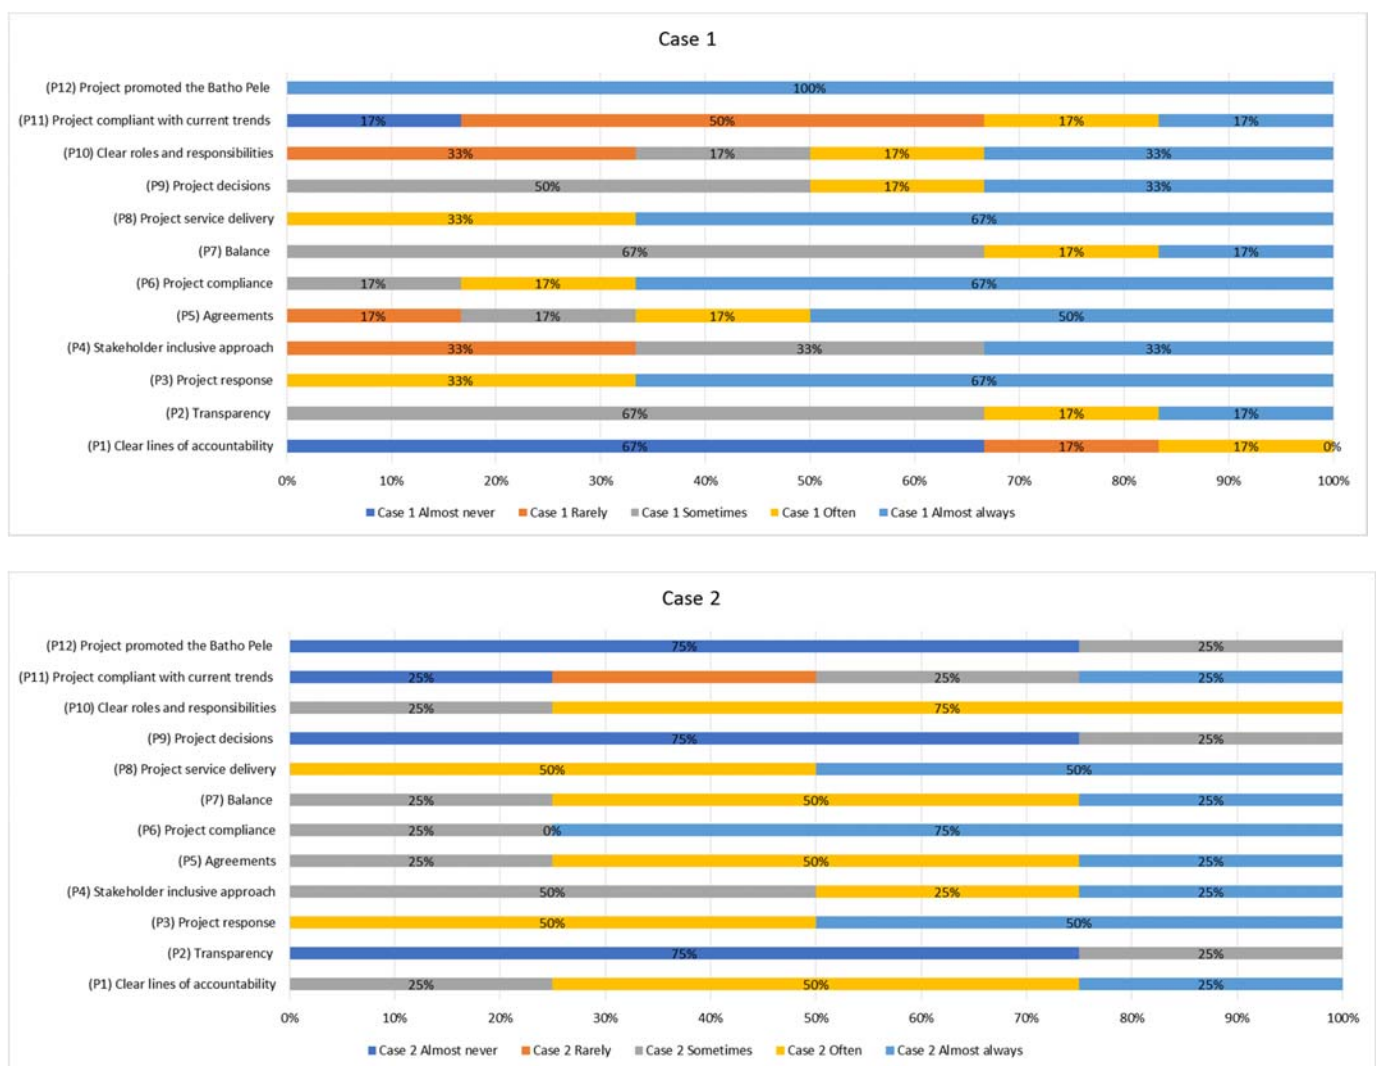 Case 1
(P12) Project promoted the Batho Pele 100%
(P11) Project compliant with current trends 17% 50% 17% 17%
(P10) Clear roles and responsibilities 33% 17% 17% 33%
(P9) Project decisions 50% 17% 33%
(P8) Project service delivery 33% 67%
(P7) Balance 67% 17% 17%
(P6) Project compliance 17% 17% 67%
(P5) Agreements 17% 17% 17% 50%
(P4) Stakeholder inclusive approach 33% 33% 33%
(P3) Project response 33% 67%
(P2) Transparency 67% 17% 17%
(P1) Clear lines of accountability 67% 17% 17% 0%
0% 10% 20% 30% 40% 50% 60% 70% 80% 90% 100%
Case 1 Almost never Case 1 Rarely Case 1 Sometimes Case 1 Often Case 1 Almost always
Case 2
(P12) Project promoted the Batho Pele 75% 25%
(P11) Project compliant with current trends 25% 25% 25%
(P10) Clear roles and responsibilities 25% 75%
(P9) Project decisions 75% 25%
(P8) Project service delivery 50% 50%
(P7) Balance 25% 50% 25%
(P6) Project compliance 25% 0% 75%
(P5) Agreements 25% 50% 25%
(P4) Stakeholder inclusive approach 50% 25% 25%
(P3) Project response 50% 50%
(P2) Transparency 75% 25%
(P1) Clear lines of accountability 25% 50% 25%
0% 10% 20% 30% 40% 50% 60% 70% 80% 90% 100%
Case 2 Almost never Case 2 Rarely Case 2 Sometimes Case 2 Often Case 2 Almost always